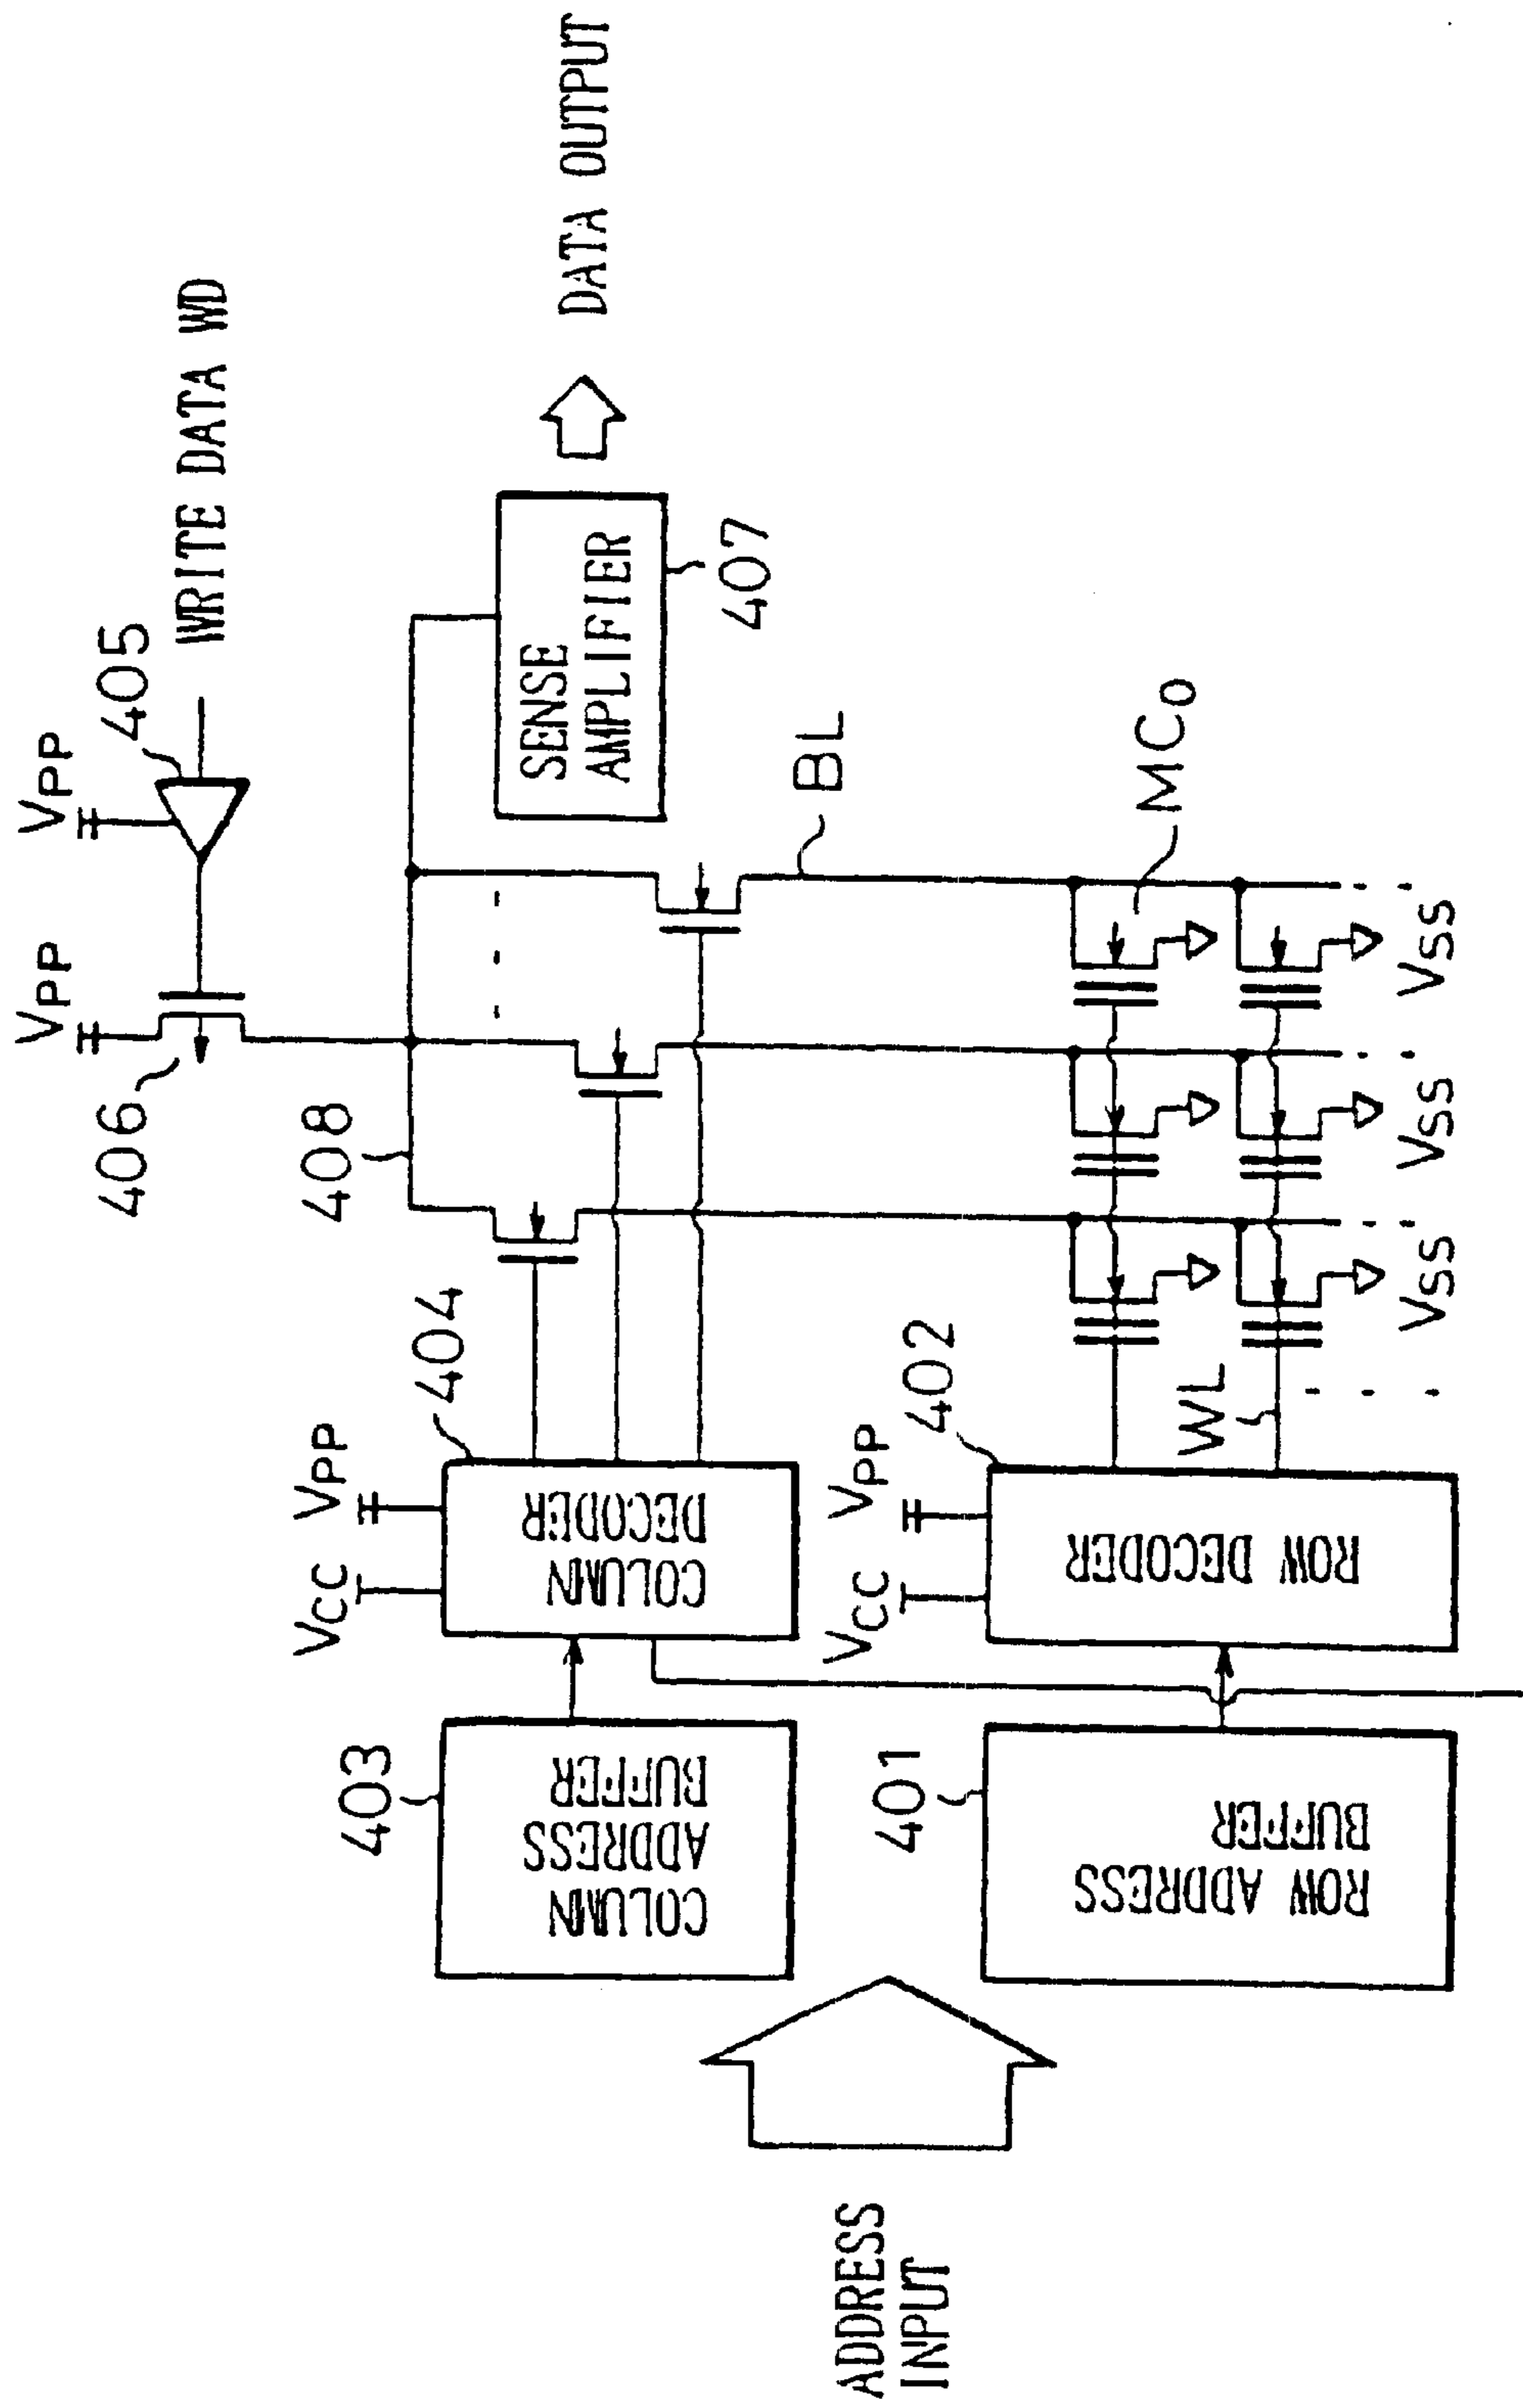 VPP
405
WRITE DATA WD
VPP
406
408
SENSE
AMPLIFIER
407
DATA OUTPUT
VCC
VPP
404
403
COLUMN
ADDRESS
BUFFER
COLUMN
DECODER
BL
ADDRESS
INPUT
VCC
VPP
402
401
ROW ADDRESS
BUFFER
ROW DECODER
WL
MC0
VSS
VSS
VSS